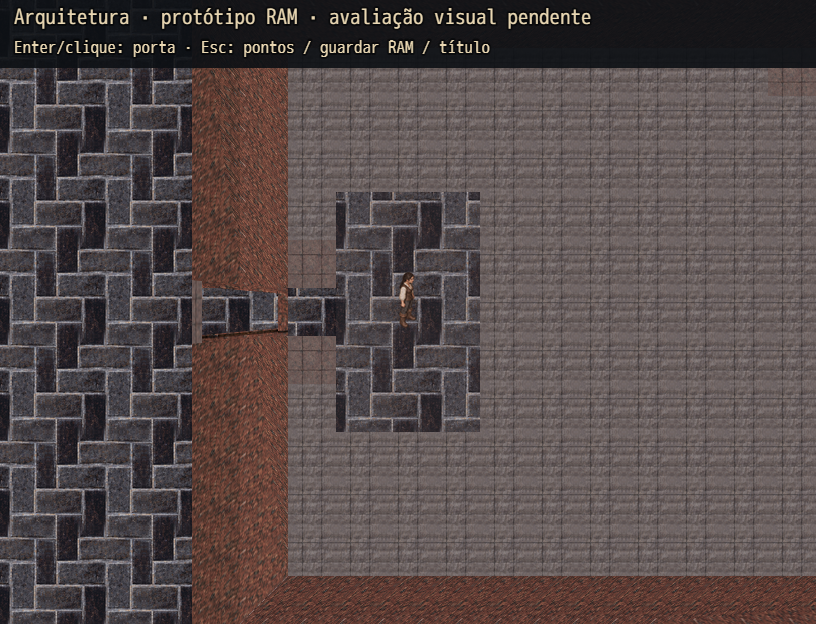 Arquitetura · protótipo RAM · avaliação visual pendente
Enter/clique: porta · Esc: pontos / guardar RAM / título